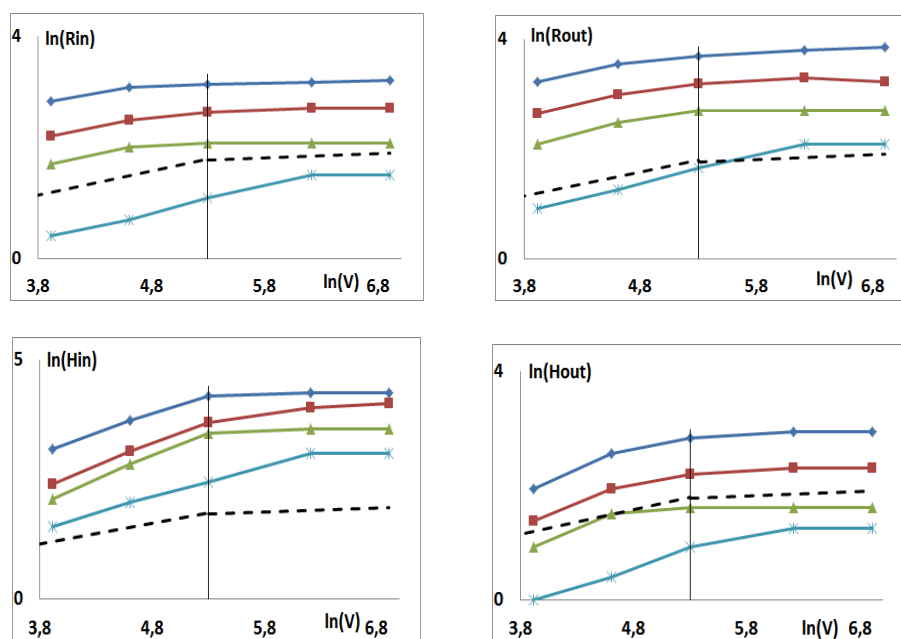 4
ln(Rin)
0
3,8 4,8 5,8 ln(V) 6,8
4
ln(Rout)
0
3,8 4,8 5,8 ln(V) 6,8
5
ln(Hin)
0
3,8 4,8 5,8 ln(V) 6,8
4
ln(Hout)
0
3,8 4,8 5,8 ln(V) 6,8